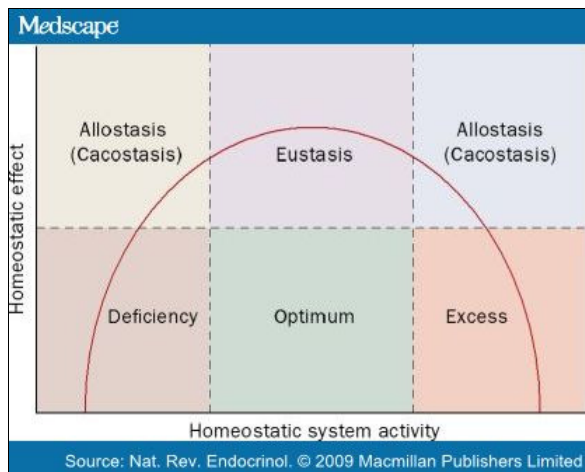 Medscape
Allostasis
(Cacostasis)
Eustasis
Allostasis
(Cacostasis)
Homeostatic effect
Deficiency
Optimum
Excess
Homeostatic system activity
Source: Nat. Rev. Endocrinol. © 2009 Macmillan Publishers Limited